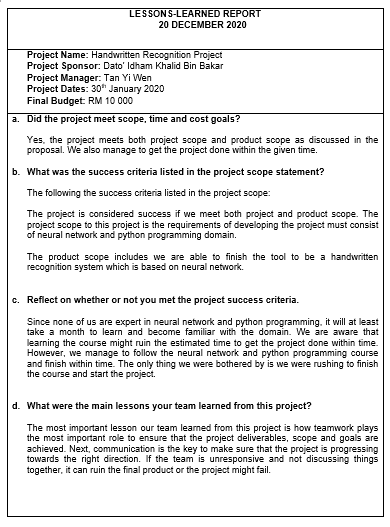 LESSONS-LEARNED REPORT
20 DECEMBER 2020
Project Name: Handwritten Recognition Project
Project Sponsor: Dato' Idham Khalid Bin Bakar
Project Manager: Tan Yi Wen
Project Dates: 30th January 2020
Final Budget: RM 10 000
a. Did the project meet scope, time and cost goals?
Yes, the project meets both project scope and product scope as discussed in the
proposal. We also manage to get the project done within the given time.
b. What was the success criteria listed in the project scope statement?
The following the success criteria listed in the project scope:
The project is considered success if we meet both project and product scope. The
project scope to this project is the requirements of developing the project must consist
of neural network and python programming domain.
The product scope includes we are able to finish the tool to be a handwritten
recognition system which is based on neural network.
c. Reflect on whether or not you met the project success criteria.
Since none of us are expert in neural network and python programming, it will at least
take a month to learn and become familiar with the domain. We are aware that
learning the course might ruin the estimated time to get the project done within time.
However, we manage to follow the neural network and python programming course
and finish within time. The only thing we were bothered by is we were rushing to finish
the course and start the project.
d. What were the main lessons your team learned from this project?
The most important lesson our team learned from this project is how teamwork plays
the most important role to ensure that the project deliverables, scope and goals are
achieved. Next, communication is the key to make sure that the project is progressing
towards the right direction. If the team is unresponsive and not discussing things
together, it can ruin the final product or the project might fail.